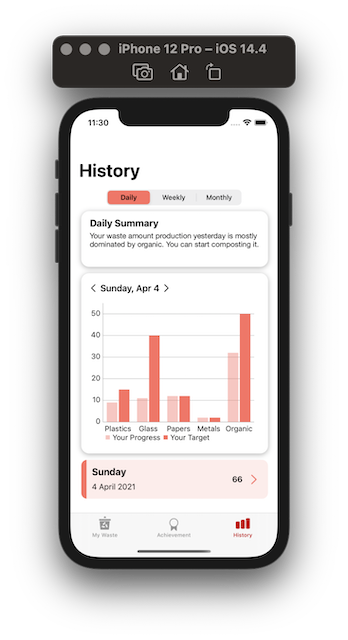 iPhone 12 Pro – iOS 14.4
11:30
History
Daily Weekly Monthly
Daily Summary
Your waste amount production yesterday is mostly
dominated by organic. You can start composting it.
Sunday, Apr 4
50
40
30
20
10
0
Plastics Glass Papers Metals Organic
Your Progress Your Target
Sunday
4 April 2021
66
My Waste Achievement History